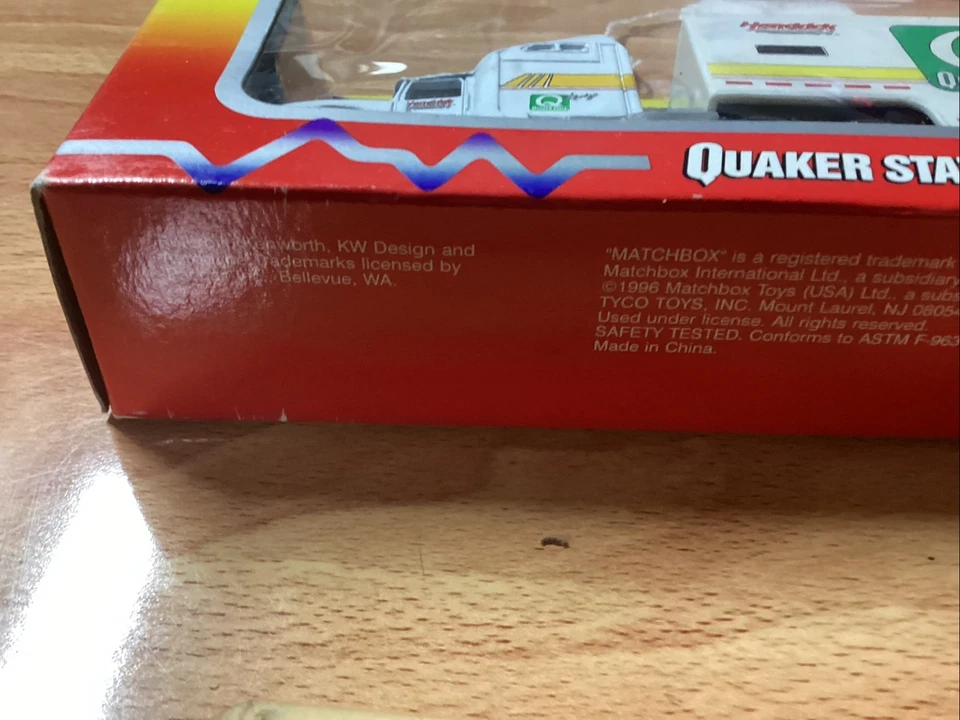 Hendrick
Q
QUAKER STA
Kenworth, KW Design and
trademarks licensed by
Bellevue, WA.
"MATCHBOX" is a registered trademark
Matchbox International Ltd., a subsidiary
©1996 Matchbox Toys (USA) Ltd., a subs
TYCO TOYS, INC. Mount Laurel, NJ 08054
Used under license. All rights reserved.
SAFETY TESTED. Conforms to ASTM F-963
Made in China.